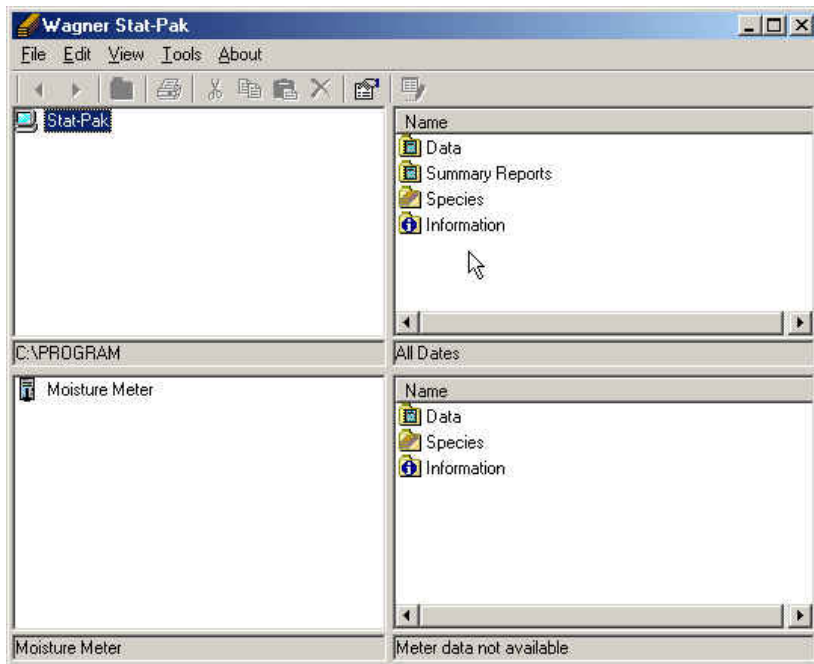 Wagner Stat-Pak
File Edit View Tools About
Stat-Pak
Name
Data
Summary Reports
Species
Information
C:\PROGRAM
All Dates
Moisture Meter
Name
Data
Species
Information
Moisture Meter
Meter data not available